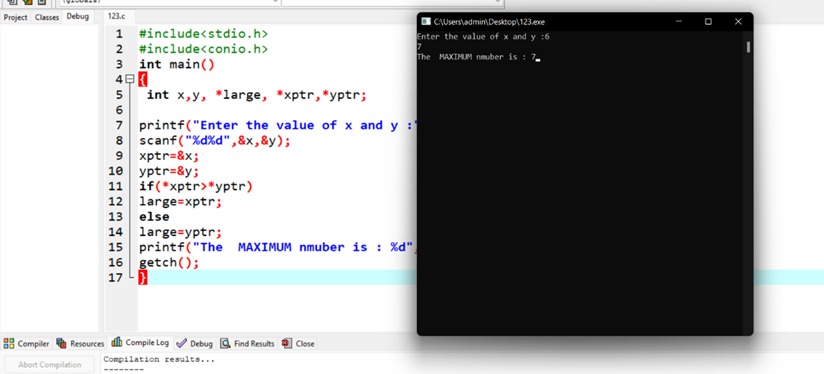 (globals)
Project Classes Debug
123.c
1 #include<stdio.h>
2 #include<conio.h>
3 int main()
4 {
5 int x,y, *large, *xptr,*yptr;
6
7 printf("Enter the value of x and y :"
8 scanf("%d%d",&x,&y);
9 xptr=&x;
10 yptr=&y;
11 if(*xptr>*yptr)
12 large=xptr;
13 else
14 large=yptr;
15 printf("The  MAXIMUM nmuber is : %d",
16 getch();
17 }
C:\Users\admin\Desktop\123.exe
Enter the value of x and y :6
7
The  MAXIMUM nmuber is : 7
Compiler Resources Compile Log Debug Find Results Close
Abort Compilation
Compilation results...
--------